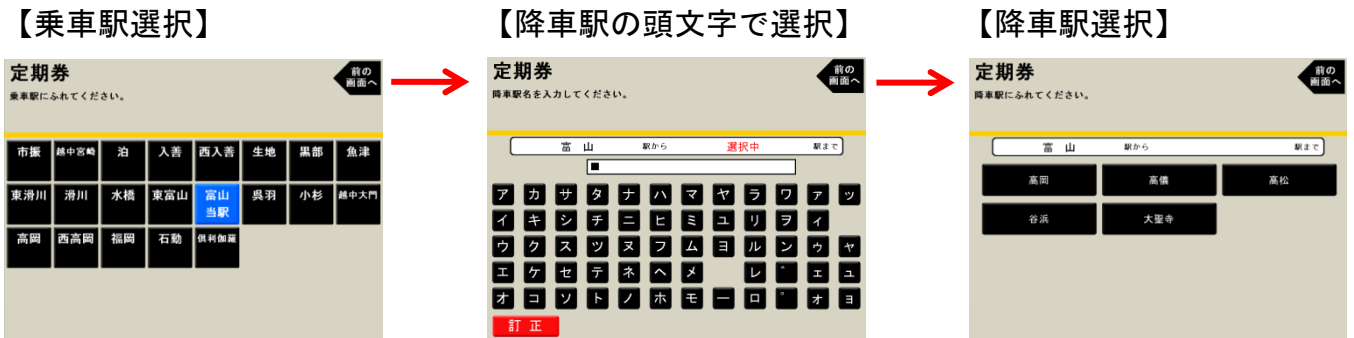 【乗車駅選択】
【降車駅の頭文字で選択】
【降車駅選択】
定期券
前の
画面へ
乗車駅にふれてください。
市振 越中宮崎 泊 入善 西入善 生地 黒部 魚津
東滑川 滑川 水橋 東富山 富山 呉羽 小杉 越中大門
当駅
高岡 西高岡 福岡 石動 倶利伽羅
定期券
前の
画面へ
降車駅名を入力してください。
富 山 駅から 選択中 駅まで
■
ア カ サ タ ナ ハ マ ヤ ラ ワ ァ ッ
イ キ シ チ ニ ヒ ミ ユ リ ヲ ィ
ウ ク ス ツ ヌ フ ム ヨ ル ン ゥ ャ
エ ケ セ テ ネ ヘ メ レ ゛ ェ ュ
オ コ ソ ト ノ ホ モ ー ロ ゜ ォ ョ
訂 正
定期券
前の
画面へ
降車駅にふれてください。
富 山 駅から 駅まで
高岡 高儀 高松
谷浜 大聖寺